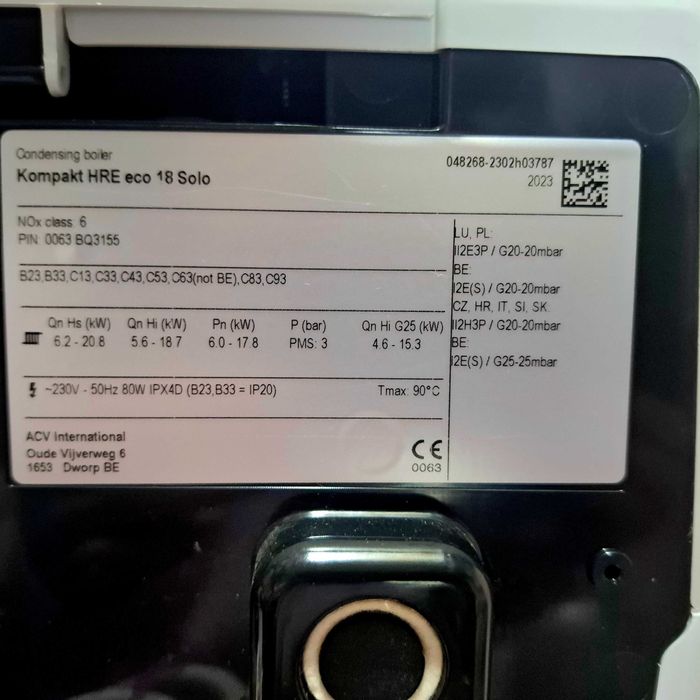 Condensing boiler
Kompakt HRE eco 18 Solo
048268-2302h03787
2023
NOx class: 6
PIN: 0063 BQ3155
B23,B33,C13,C33,C43,C53,C63(not BE),C83,C93
Qn Hs (kW) Qn Hi (kW) Pn (kW) P (bar) Qn Hi G25 (kW)
6.2 - 20.8 5.6 - 18.7 6.0 - 17.8 PMS: 3 4.6 - 15.3
~230V - 50Hz 80W IPX4D (B23,B33 = IP20) Tmax: 90°C
LU, PL:
II2E3P / G20-20mbar
BE:
I2E(S) / G20-20mbar
CZ, HR, IT, SI, SK:
II2H3P / G20-20mbar
BE:
I2E(S) / G25-25mbar
ACV International
Oude Vijverweg 6
1653 Dworp BE
CE
0063